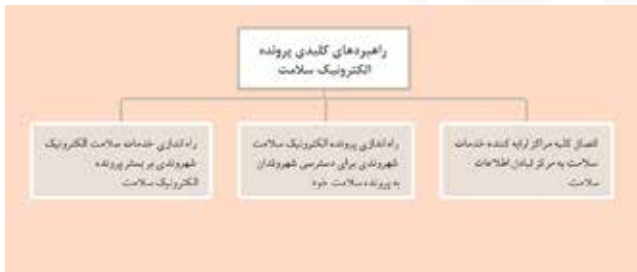 راهبردهای کلیدی پرونده
الکترونیک سلامت
اتصال کلیه مراکز ارایه کننده خدمات
سلامت به مرکز تبادل اطلاعات
سلامت
راه اندازی پرونده الکترونیک سلامت
شهروندی برای دسترسی شهروندان
به پرونده سلامت خود
راه اندازی خدمات سلامت الکترونیک
شهروندی بر بستر پرونده
الکترونیک سلامت